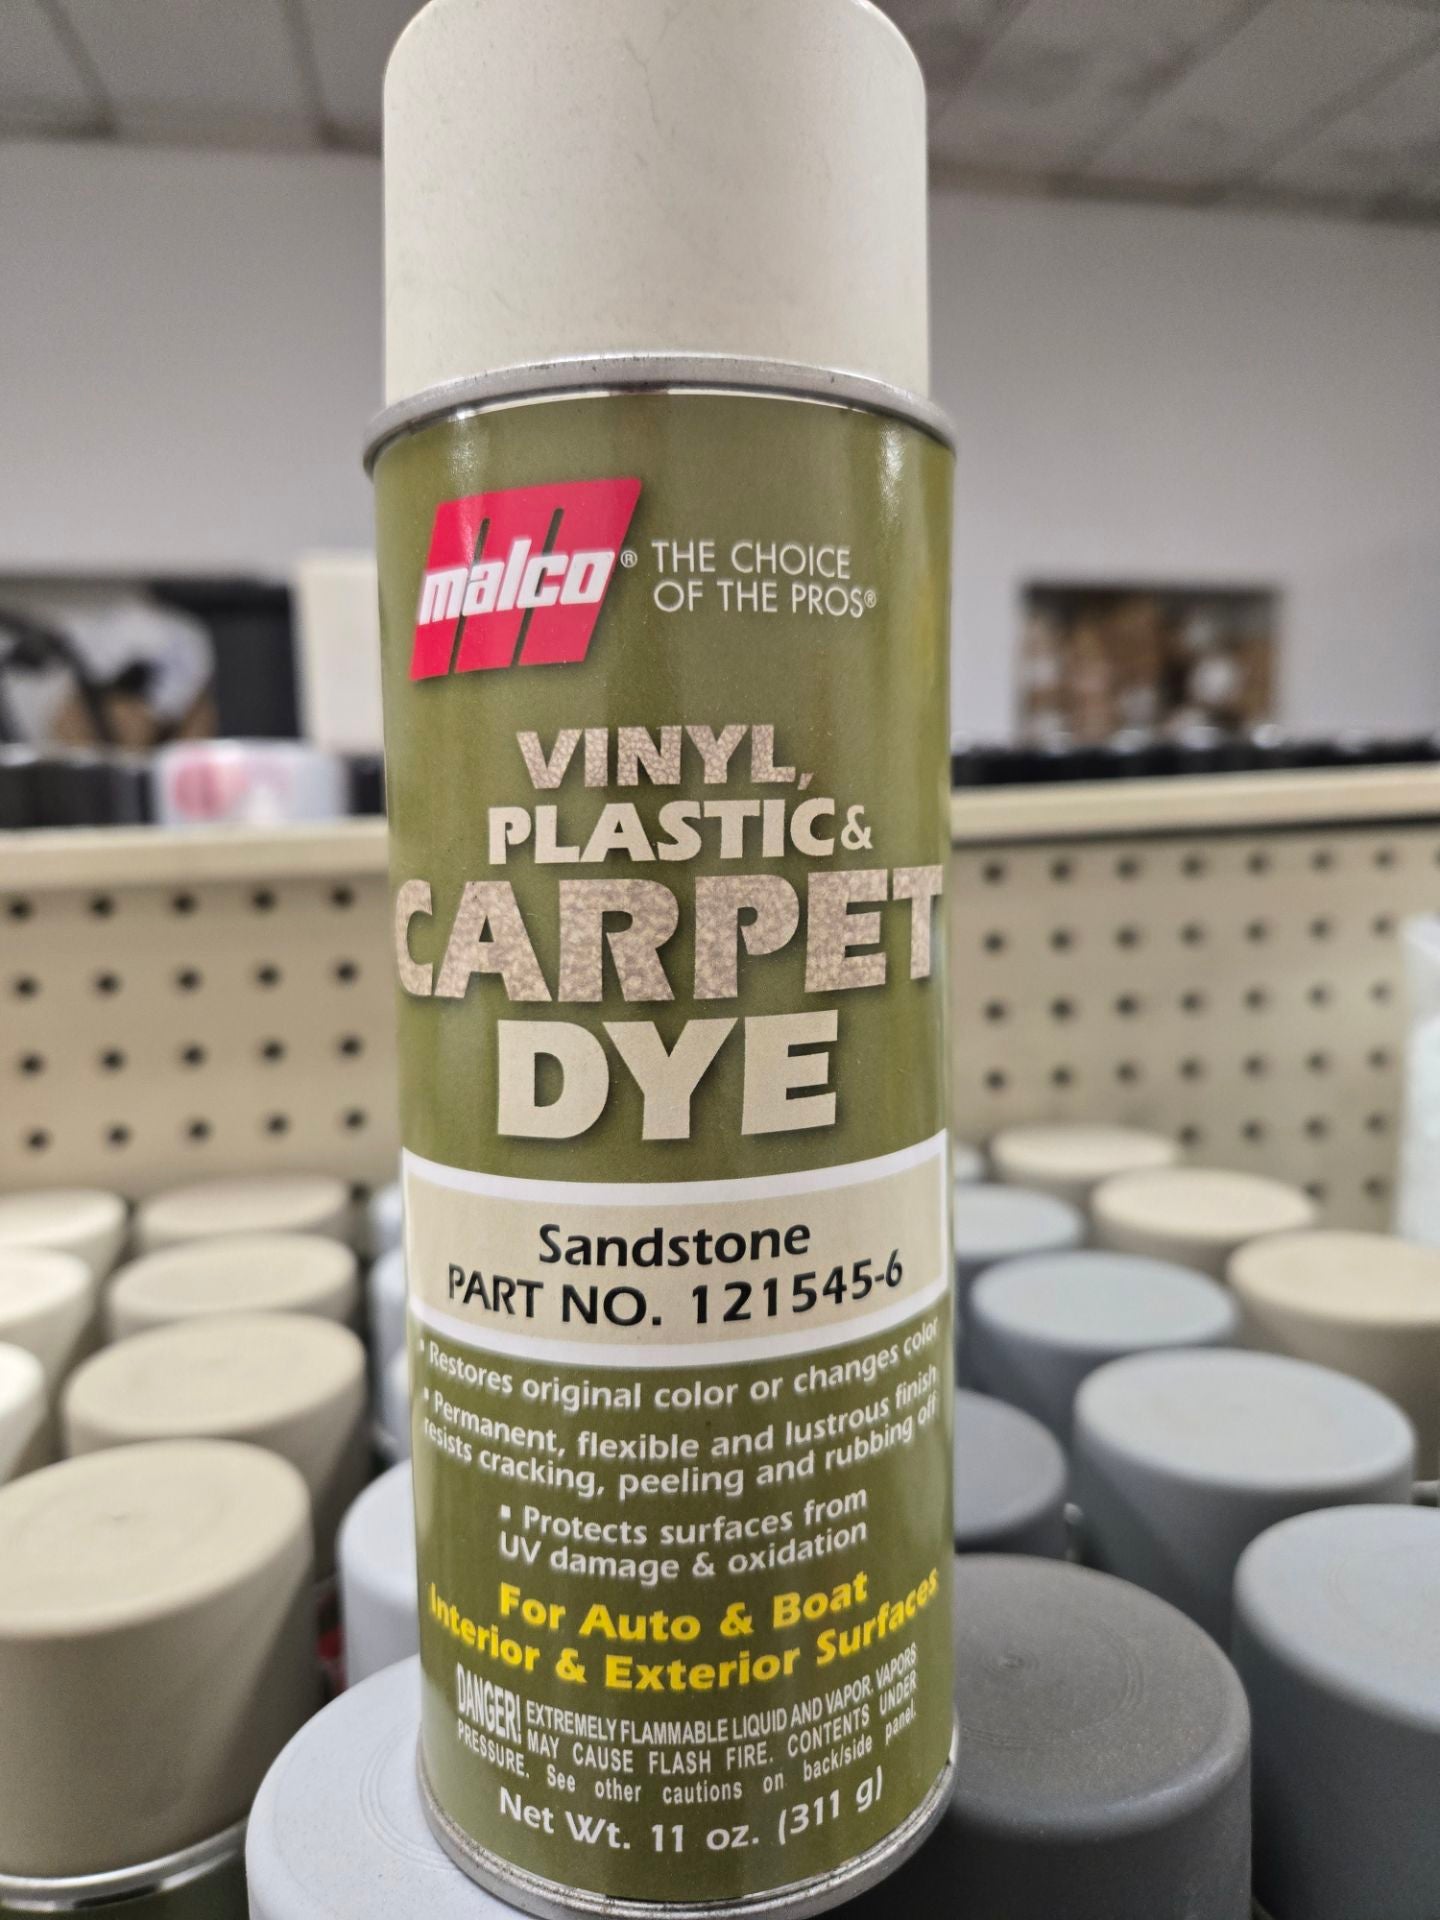 malco® THE CHOICE
OF THE PROS®
VINYL,
PLASTIC &
CARPET
DYE
Sandstone
PART NO. 121545-6
▪ Restores original color or changes color
▪ Permanent, flexible and lustrous finish
resists cracking, peeling and rubbing off
▪ Protects surfaces from
UV damage & oxidation
For Auto & Boat
Interior & Exterior Surfaces
DANGER! EXTREMELY FLAMMABLE LIQUID AND VAPOR. VAPORS
MAY CAUSE FLASH FIRE. CONTENTS UNDER
PRESSURE. See other cautions on back/side panel.
Net Wt. 11 oz. (311 g)